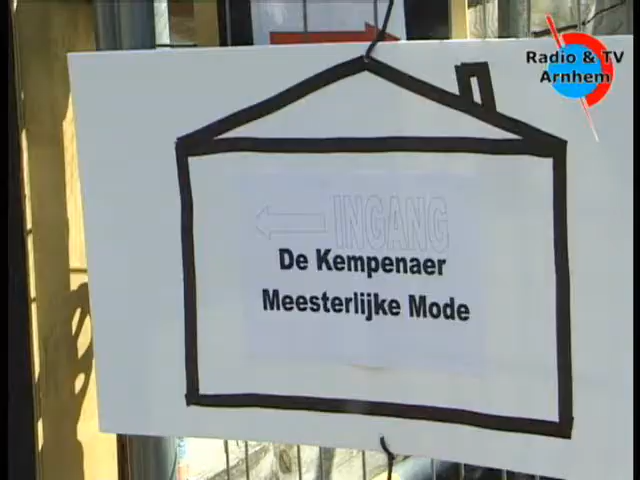 Radio & TV
Arnhem
INGANG
De Kempenaer
Meesterlijke Mode